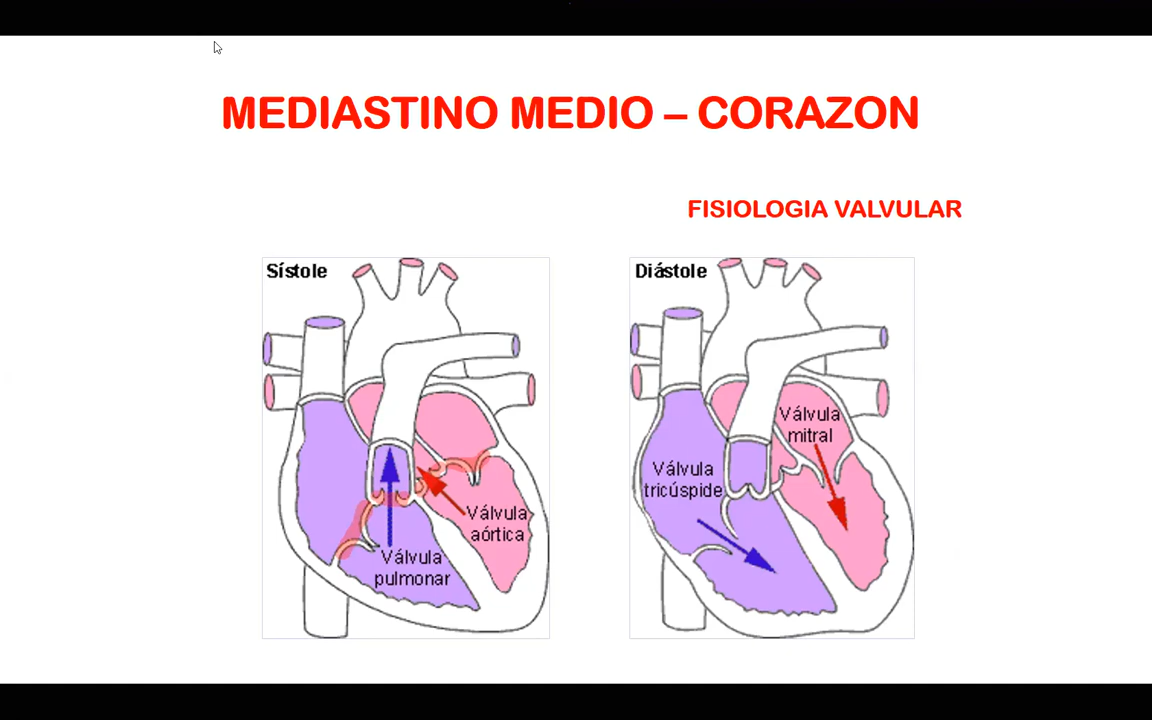 MEDIASTINO MEDIO – CORAZON
FISIOLOGIA VALVULAR
Sístole
Válvula
aórtica
Válvula
pulmonar
Diástole
Válvula
mitral
Válvula
tricúspide